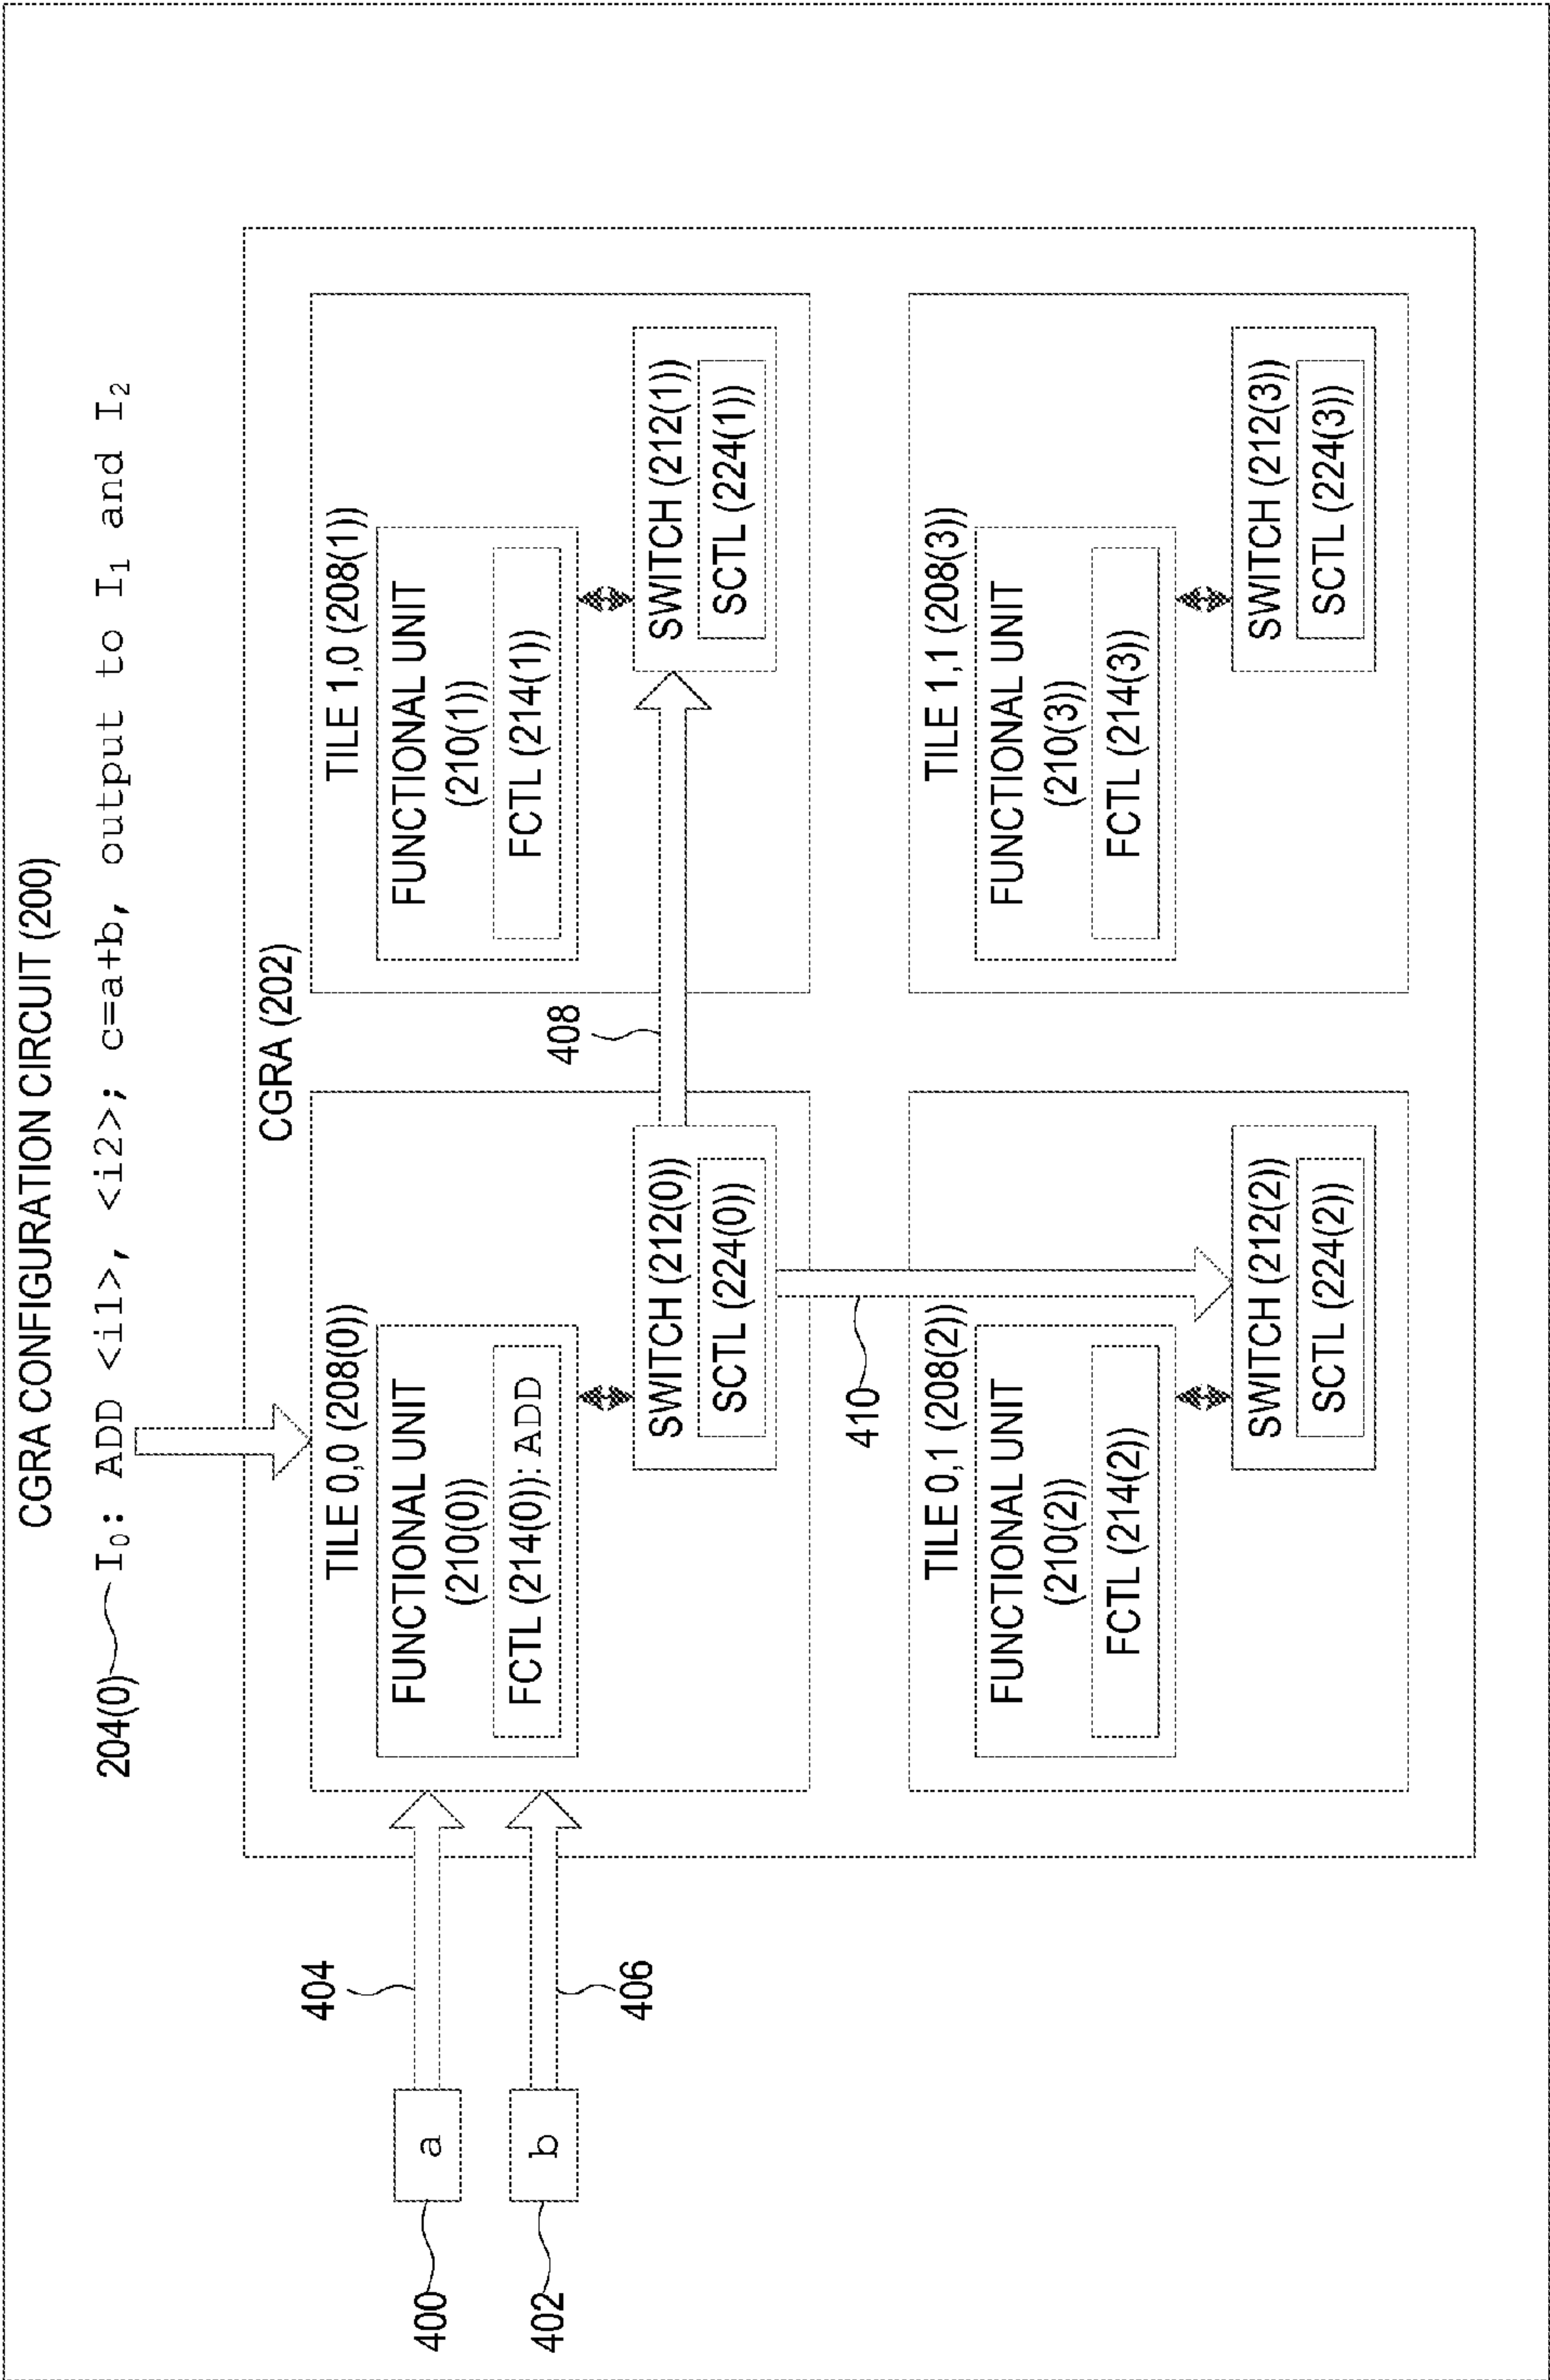 CGRA CONFIGURATION CIRCUIT (200)
204(0) I₀: ADD <i1>, <i2>; c=a+b, output to I₁ and I₂
CGRA (202)
TILE 0,0 (208(0))
FUNCTIONAL UNIT
(210(0))
FCTL (214(0)): ADD
SWITCH (212(0))
SCTL (224(0))
TILE 1,0 (208(1))
FUNCTIONAL UNIT
(210(1))
FCTL (214(1))
SWITCH (212(1))
SCTL (224(1))
TILE 0,1 (208(2))
FUNCTIONAL UNIT
(210(2))
FCTL (214(2))
SWITCH (212(2))
SCTL (224(2))
TILE 1,1 (208(3))
FUNCTIONAL UNIT
(210(3))
FCTL (214(3))
SWITCH (212(3))
SCTL (224(3))
400
a
404
402
b
406
408
410